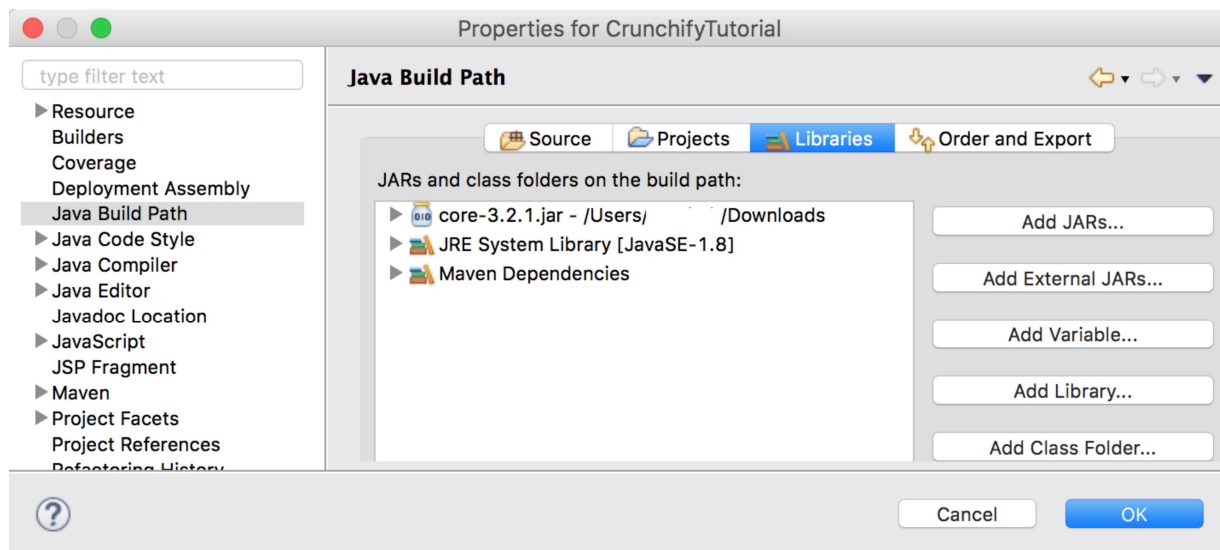 Properties for CrunchifyTutorial
type filter text
Resource
Builders
Coverage
Deployment Assembly
Java Build Path
Java Code Style
Java Compiler
Java Editor
Javadoc Location
JavaScript
JSP Fragment
Maven
Project Facets
Project References
Refactoring History
Java Build Path
Source Projects Libraries Order and Export
JARs and class folders on the build path:
core-3.2.1.jar - /Users/ /Downloads
JRE System Library [JavaSE-1.8]
Maven Dependencies
Add JARs...
Add External JARs...
Add Variable...
Add Library...
Add Class Folder...
?
Cancel OK